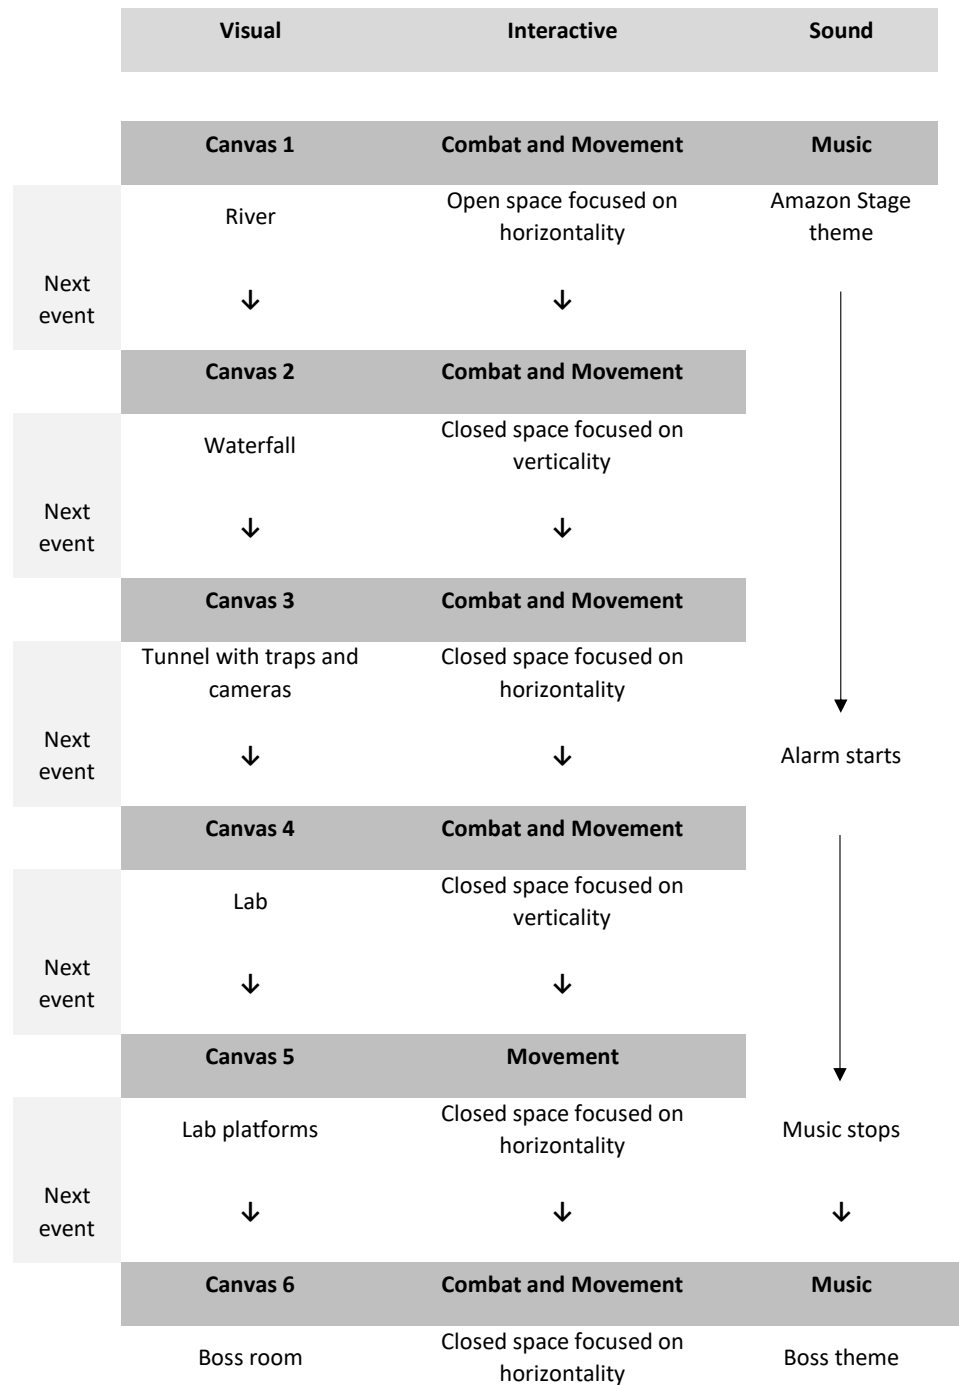 Visual Interactive Sound
Canvas 1 Combat and Movement Music
River
Open space focused on
horizontality
Amazon Stage
theme
Next
event
↓ ↓
Canvas 2 Combat and Movement
Waterfall
Closed space focused on
verticality
Next
event
↓ ↓
Canvas 3 Combat and Movement
Tunnel with traps and
cameras
Closed space focused on
horizontality
Next
event
↓ ↓
Alarm starts
Canvas 4 Combat and Movement
Lab
Closed space focused on
verticality
Next
event
↓ ↓
Canvas 5 Movement
Lab platforms
Closed space focused on
horizontality
Music stops
Next
event
↓ ↓ ↓
Canvas 6 Combat and Movement Music
Boss room
Closed space focused on
horizontality
Boss theme